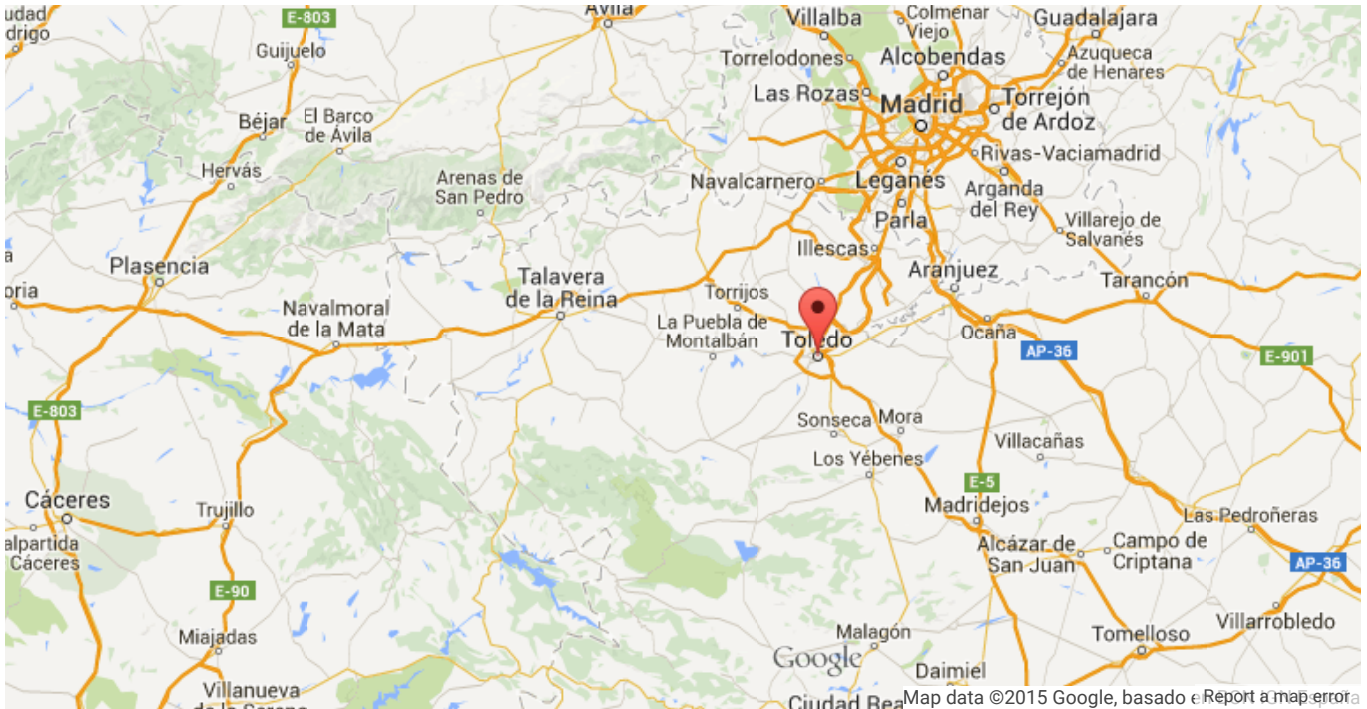 udad
drigo
E-803
Guijuelo
Ávila
Villalba
Colmenar
Viejo
Guadalajara
Torrelodones
Alcobendas
Azuqueca
de Henares
Las Rozas
Madrid
Torrejón
de Ardoz
Béjar
El Barco
de Ávila
Hervás
Arenas de
San Pedro
Navalcarnero
Leganés
Rivas-Vaciamadrid
Arganda
del Rey
Parla
Villarejo de
Salvanés
Illescas
Plasencia
Talavera
de la Reina
Aranjuez
Tarancón
a
oria
Navalmoral
de la Mata
Torrijos
La Puebla de
Montalbán
Toledo
Ocaña
AP-36
E-901
E-803
Sonseca
Mora
Villacañas
Los Yébenes
Cáceres
Trujillo
E-5
Madridejos
Las Pedroñeras
alpartida
Cáceres
Alcázar de
San Juan
Campo de
Criptana
AP-36
E-90
Miajadas
Malagón
Tomelloso
Villarrobledo
Google
Daimiel
Villanueva
de la Serena
Ciudad Rea
Map data ©2015 Google, basado e
Report a map error